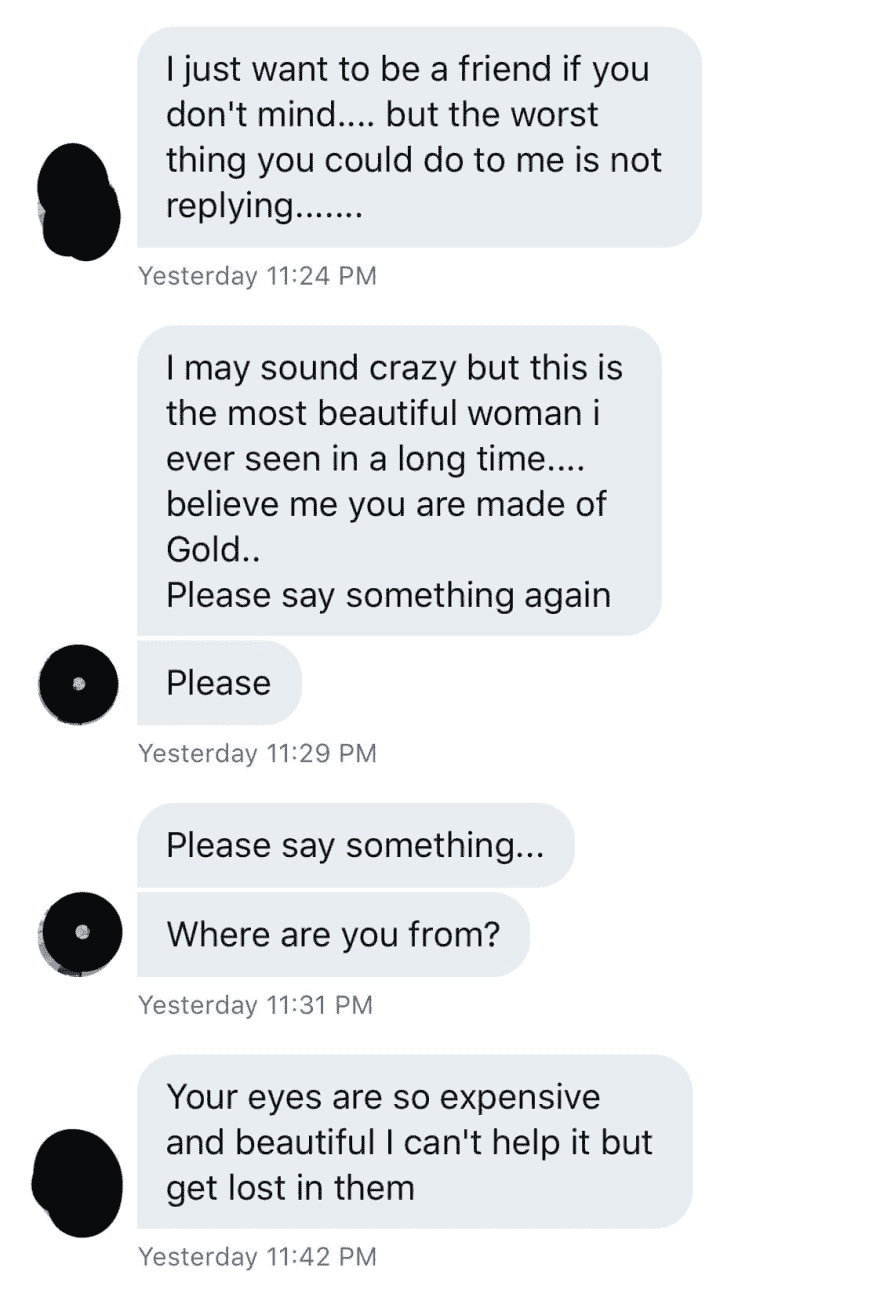 I just want to be a friend if you
don't mind.... but the worst
thing you could do to me is not
replying.......
Yesterday 11:24 PM
I may sound crazy but this is
the most beautiful woman i
ever seen in a long time....
believe me you are made of
Gold..
Please say something again
Please
Yesterday 11:29 PM
Please say something...
Where are you from?
Yesterday 11:31 PM
Your eyes are so expensive
and beautiful I can't help it but
get lost in them
Yesterday 11:42 PM